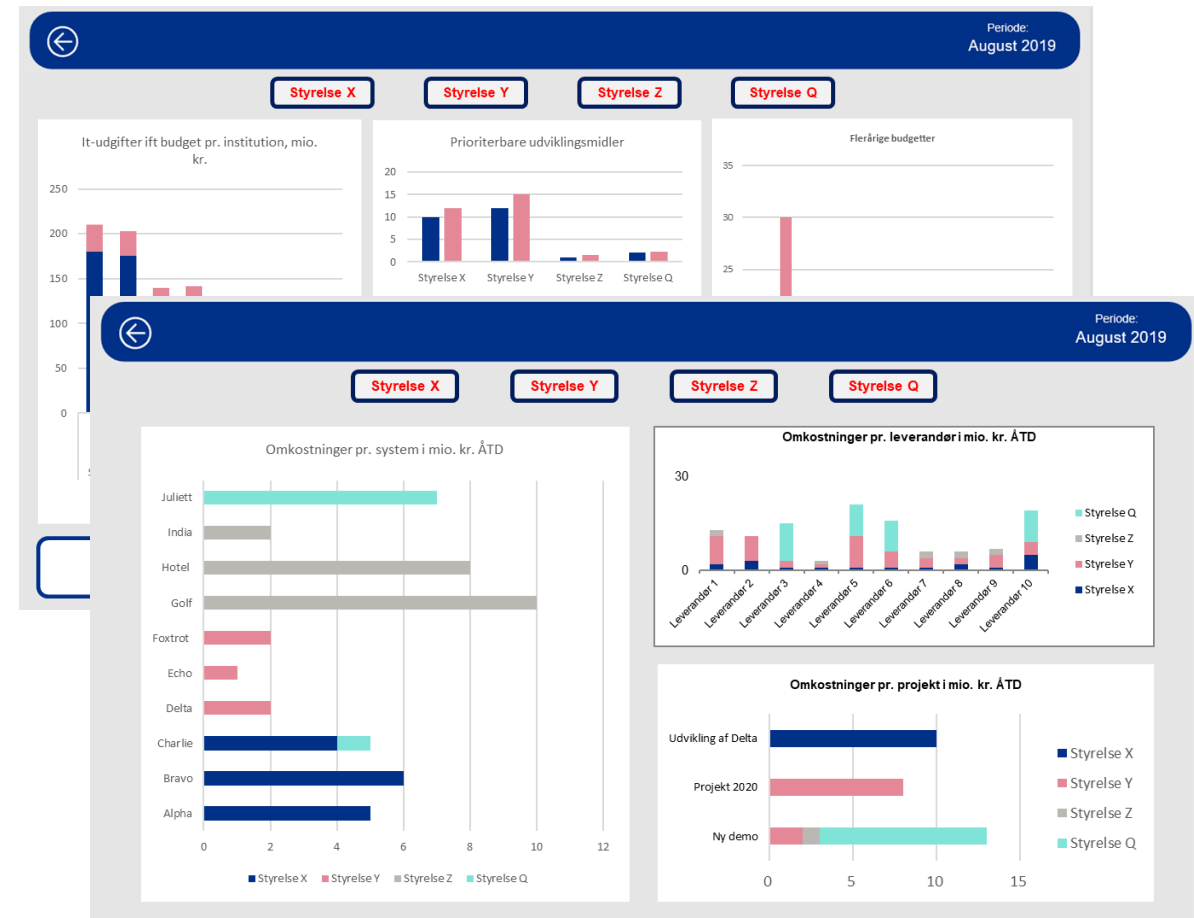 Periode:
August 2019
Styrelse X
Styrelse Y
Styrelse Z
Styrelse Q
It-udgifter ift budget pr. institution, mio.
kr.
250
200
150
100
50
0
Prioriterbare udviklingsmidler
20
15
10
5
0
Styrelse X
Styrelse Y
Styrelse Z
Styrelse Q
Flerårige budgetter
35
30
25
Periode:
August 2019
Styrelse X
Styrelse Y
Styrelse Z
Styrelse Q
Omkostninger pr. system i mio. kr. ÅTD
Juliett
India
Hotel
Golf
Foxtrot
Echo
Delta
Charlie
Bravo
Alpha
0 2 4 6 8 10 12
Styrelse X Styrelse Y Styrelse Z Styrelse Q
Omkostninger pr. leverandør i mio. kr. ÅTD
30
0
Leverandør 1
Leverandør 2
Leverandør 3
Leverandør 4
Leverandør 5
Leverandør 6
Leverandør 7
Leverandør 8
Leverandør 9
Leverandør 10
Styrelse Q
Styrelse Z
Styrelse Y
Styrelse X
Omkostninger pr. projekt i mio. kr. ÅTD
Udvikling af Delta
Projekt 2020
Ny demo
0 5 10 15
Styrelse X
Styrelse Y
Styrelse Z
Styrelse Q